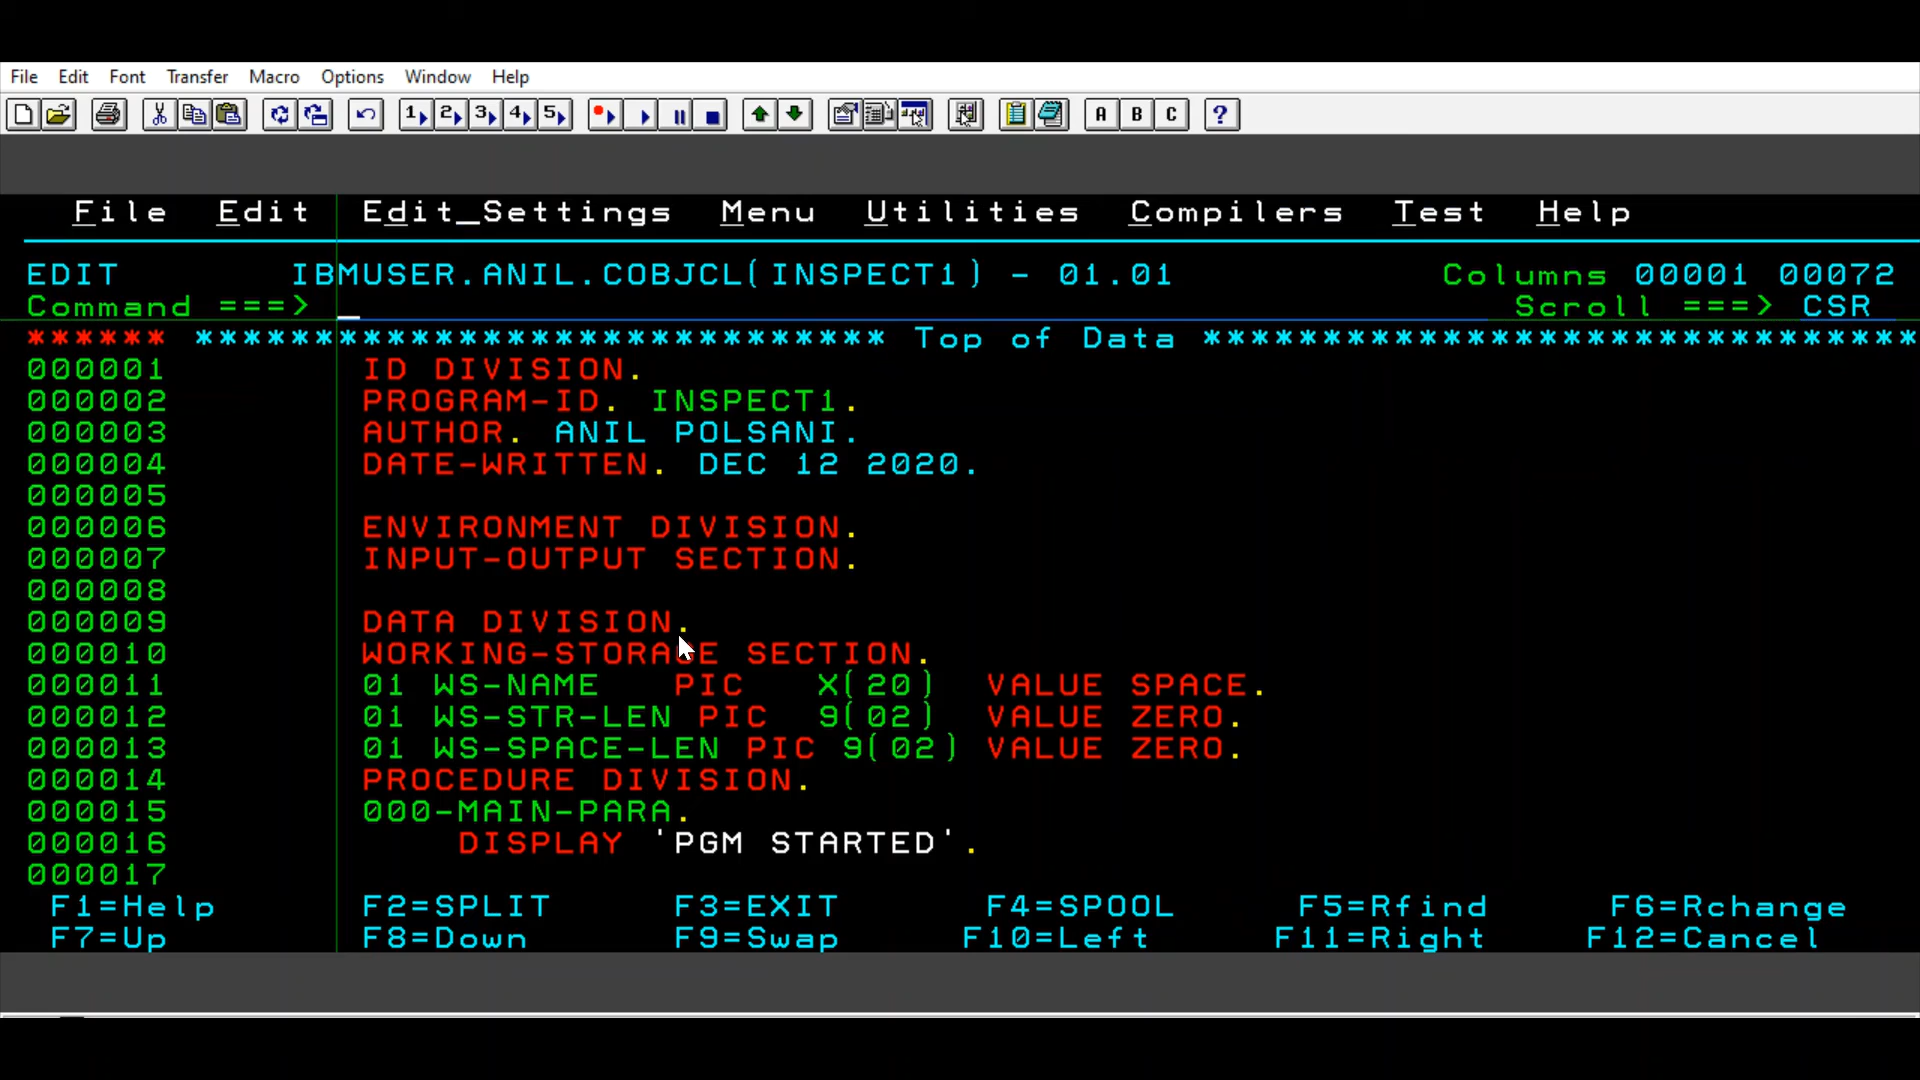 File Edit Font Transfer Macro Options Window Help
1 2 3 4 5 A B C ?
File Edit Edit_Settings Menu Utilities Compilers Test Help
EDIT IBMUSER.ANIL.COBJCL(INSPECT1) - 01.01 Columns 00001 00072
Command ===> Scroll ===> CSR
****** ***************************** Top of Data ******************************
000001 ID DIVISION.
000002 PROGRAM-ID. INSPECT1.
000003 AUTHOR. ANIL POLSANI.
000004 DATE-WRITTEN. DEC 12 2020.
000005
000006 ENVIRONMENT DIVISION.
000007 INPUT-OUTPUT SECTION.
000008
000009 DATA DIVISION.
000010 WORKING-STORAGE SECTION.
000011 01 WS-NAME PIC X(20) VALUE SPACE.
000012 01 WS-STR-LEN PIC 9(02) VALUE ZERO.
000013 01 WS-SPACE-LEN PIC 9(02) VALUE ZERO.
000014 PROCEDURE DIVISION.
000015 000-MAIN-PARA.
000016 DISPLAY 'PGM STARTED'.
000017
F1=Help F2=SPLIT F3=EXIT F4=SPOOL F5=Rfind F6=Rchange
F7=Up F8=Down F9=Swap F10=Left F11=Right F12=Cancel